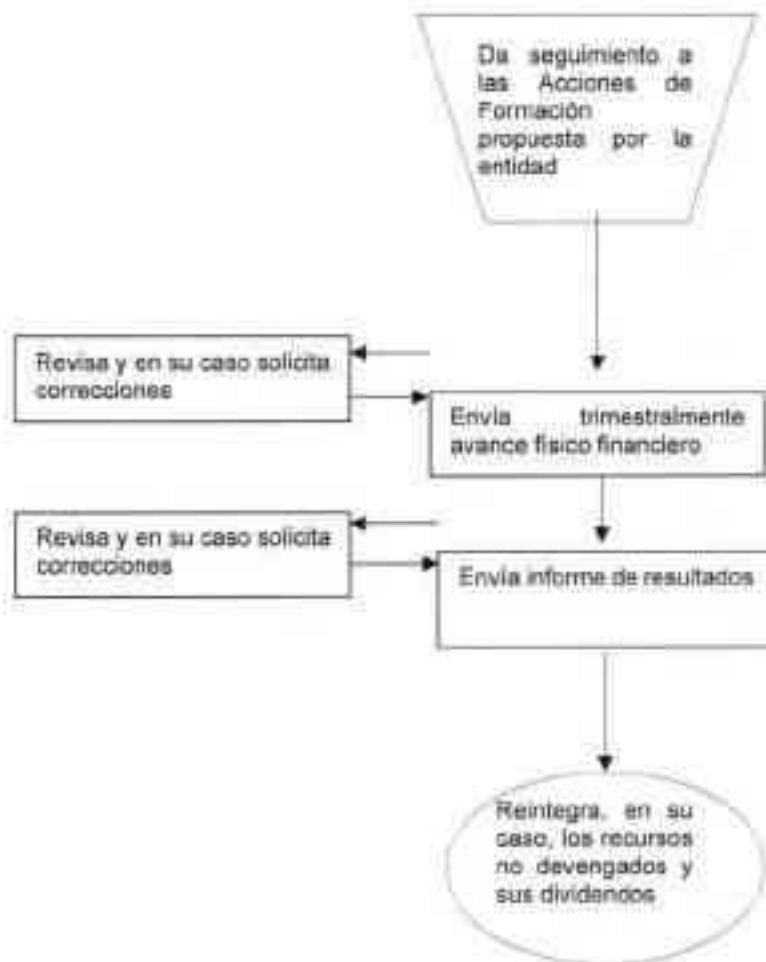 Da seguimiento a
las Acciones de
Formación
propuesta por la
entidad
Revisa y en su caso solicita
correcciones
Envía trimestralmente
avance físico financiero
Revisa y en su caso solicita
correcciones
Envía informe de resultados
Reintegra, en su
caso, los recursos
no devengados y
sus dividendos